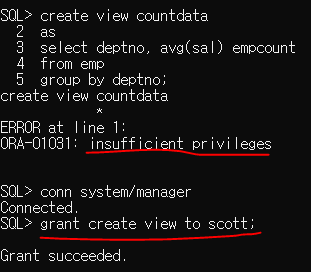 SQL> create view countdata
2 as
3 select deptno, avg(sal) empcount
4 from emp
5 group by deptno;
create view countdata
*
ERROR at line 1:
ORA-01031: insufficient privileges
SQL> conn system/manager
Connected.
SQL> grant create view to scott;
Grant succeeded.